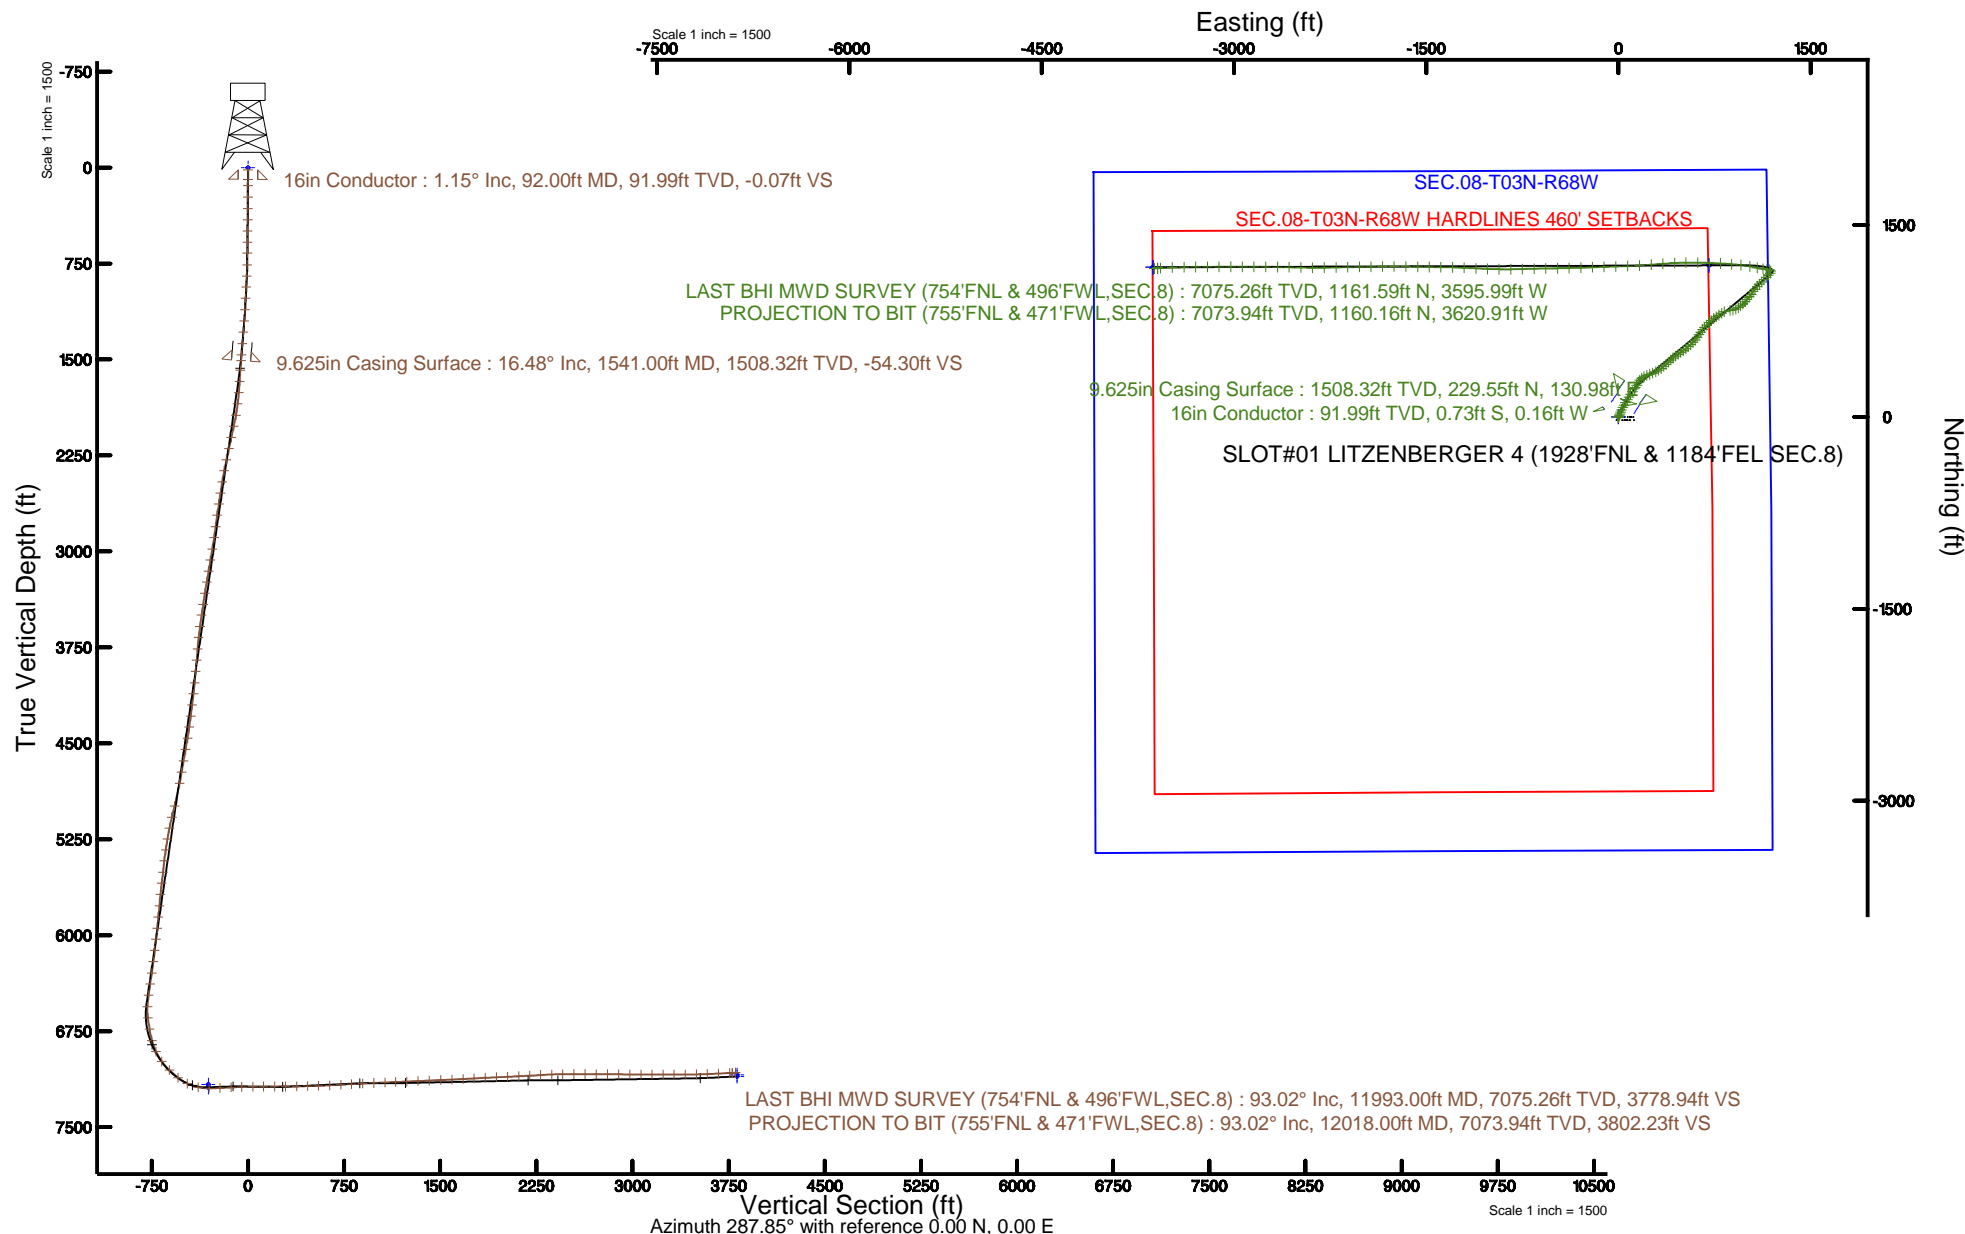 Easting (ft)
Scale 1 inch = 1500
-7500 -6000 -4500 -3000 -1500 0 1500
Scale 1 inch = 1500
-750
0
750
1500
2250
3000
3750
4500
5250
6000
6750
7500
True Vertical Depth (ft)
16in Conductor : 1.15° Inc, 92.00ft MD, 91.99ft TVD, -0.07ft VS
9.625in Casing Surface : 16.48° Inc, 1541.00ft MD, 1508.32ft TVD, -54.30ft VS
SEC.08-T03N-R68W
SEC.08-T03N-R68W HARDLINES 460' SETBACKS
LAST BHI MWD SURVEY (754'FNL & 496'FWL,SEC.8) : 7075.26ft TVD, 1161.59ft N, 3595.99ft W
PROJECTION TO BIT (755'FNL & 471'FWL,SEC.8) : 7073.94ft TVD, 1160.16ft N, 3620.91ft W
9.625in Casing Surface : 1508.32ft TVD, 229.55ft N, 130.98ft E
16in Conductor : 91.99ft TVD, 0.73ft S, 0.16ft W
SLOT#01 LITZENBERGER 4 (1928'FNL & 1184'FEL SEC.8)
1500
0
-1500
-3000
Northing (ft)
LAST BHI MWD SURVEY (754'FNL & 496'FWL,SEC.8) : 93.02° Inc, 11993.00ft MD, 7075.26ft TVD, 3778.94ft VS
PROJECTION TO BIT (755'FNL & 471'FWL,SEC.8) : 93.02° Inc, 12018.00ft MD, 7073.94ft TVD, 3802.23ft VS
-750 0 750 1500 2250 3000 3750 4500 5250 6000 6750 7500 8250 9000 9750 10500
Vertical Section (ft)
Scale 1 inch = 1500
Azimuth 287.85° with reference 0.00 N, 0.00 E